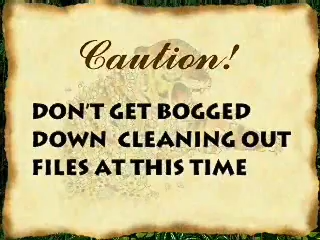 Caution!
DON'T GET BOGGED
DOWN CLEANING OUT
FILES AT THIS TIME